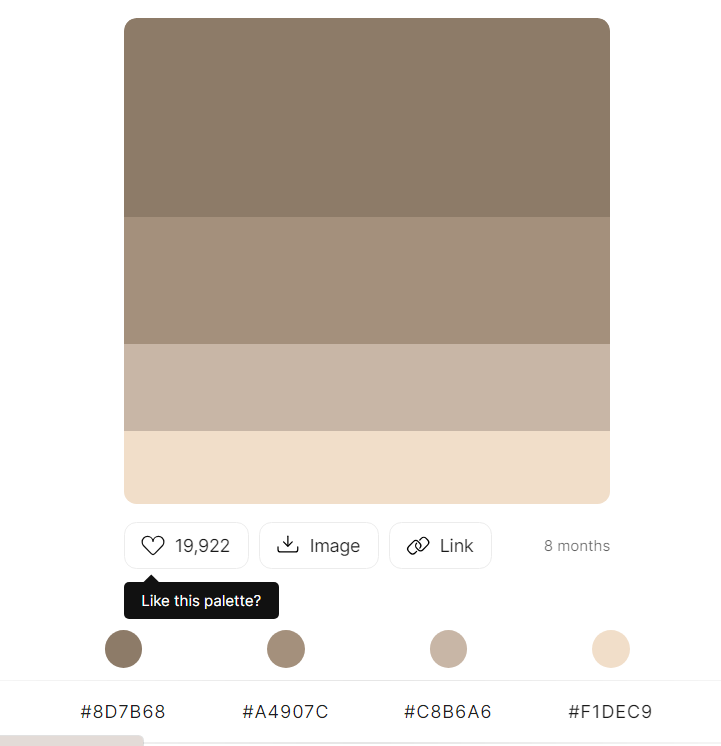 19,922 Image Link 8 months
Like this palette?
#8D7B68 #A4907C #C8B6A6 #F1DEC9